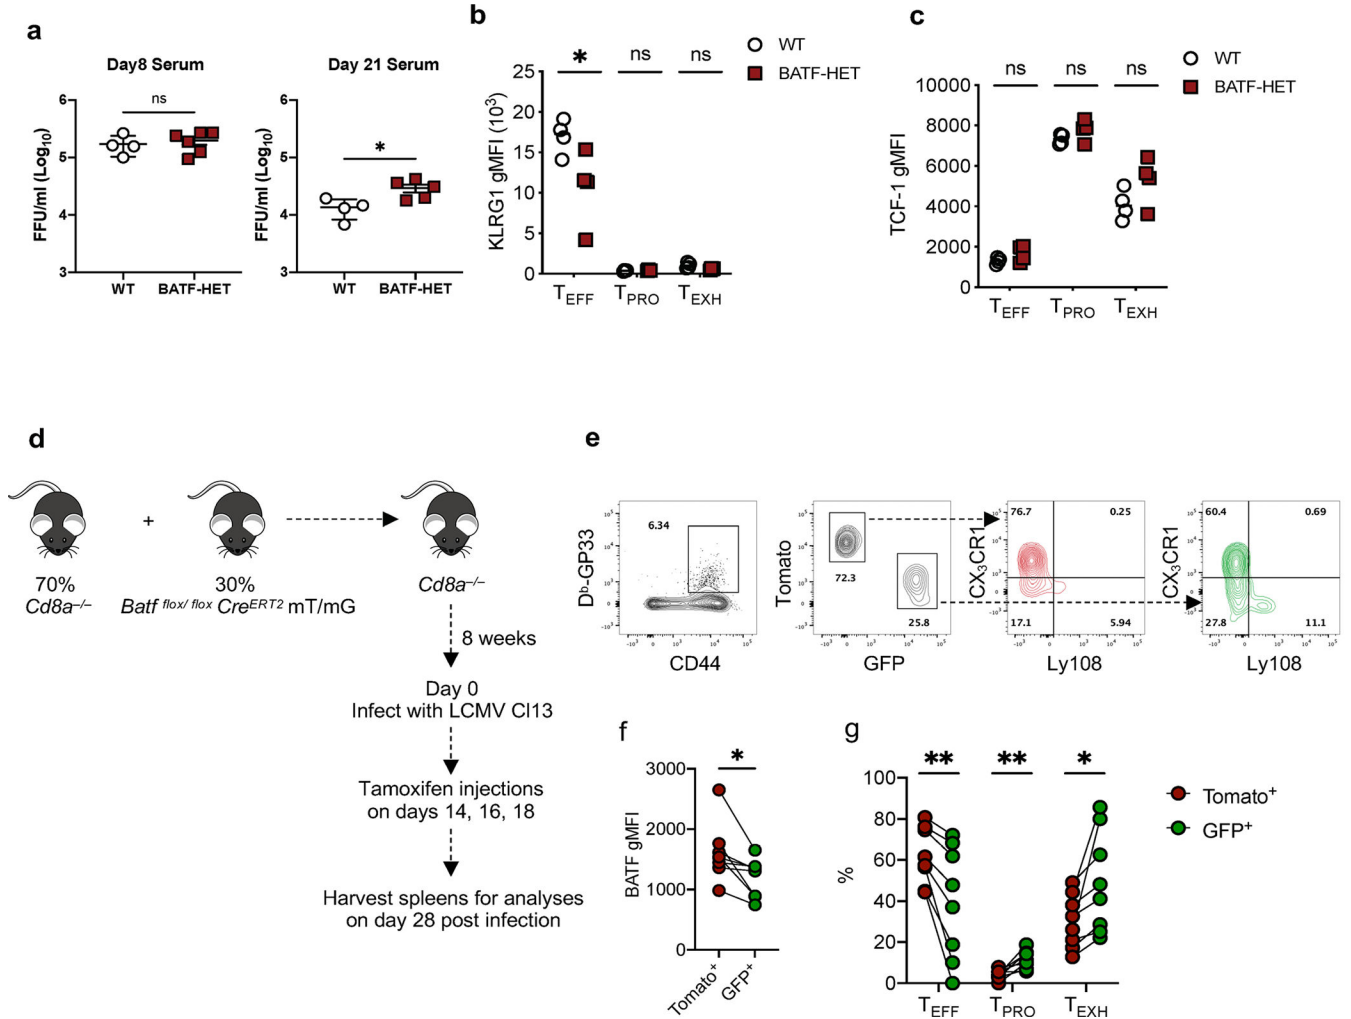 a
Day8 Serum
FFU/ml (Log10)
6
5
4
3
ns
WT
BATF-HET
Day 21 Serum
FFU/ml (Log10)
6
5
4
3
*
WT
BATF-HET
b
KLRG1 gMFI (10³)
25
20
15
10
5
0
*
ns
ns
TEFF
TPRO
TEXH
WT
BATF-HET
c
TCF-1 gMFI
10000
8000
6000
4000
2000
0
ns
ns
ns
TEFF
TPRO
TEXH
WT
BATF-HET
d
+
70%
Cd8a–/–
30%
Batf flox/ flox CreERT2 mT/mG
Cd8a–/–
8 weeks
Day 0
Infect with LCMV Cl13
Tamoxifen injections
on days 14, 16, 18
Harvest spleens for analyses
on day 28 post infection
e
Db-GP33
6.34
CD44
Tomato
72.3
25.8
GFP
CX3CR1
76.7
0.25
17.1
5.94
Ly108
CX3CR1
60.4
0.69
27.8
11.1
Ly108
f
BATF gMFI
3000
2000
1000
0
*
Tomato+
GFP+
g
%
100
80
60
40
20
0
**
**
*
TEFF
TPRO
TEXH
Tomato+
GFP+